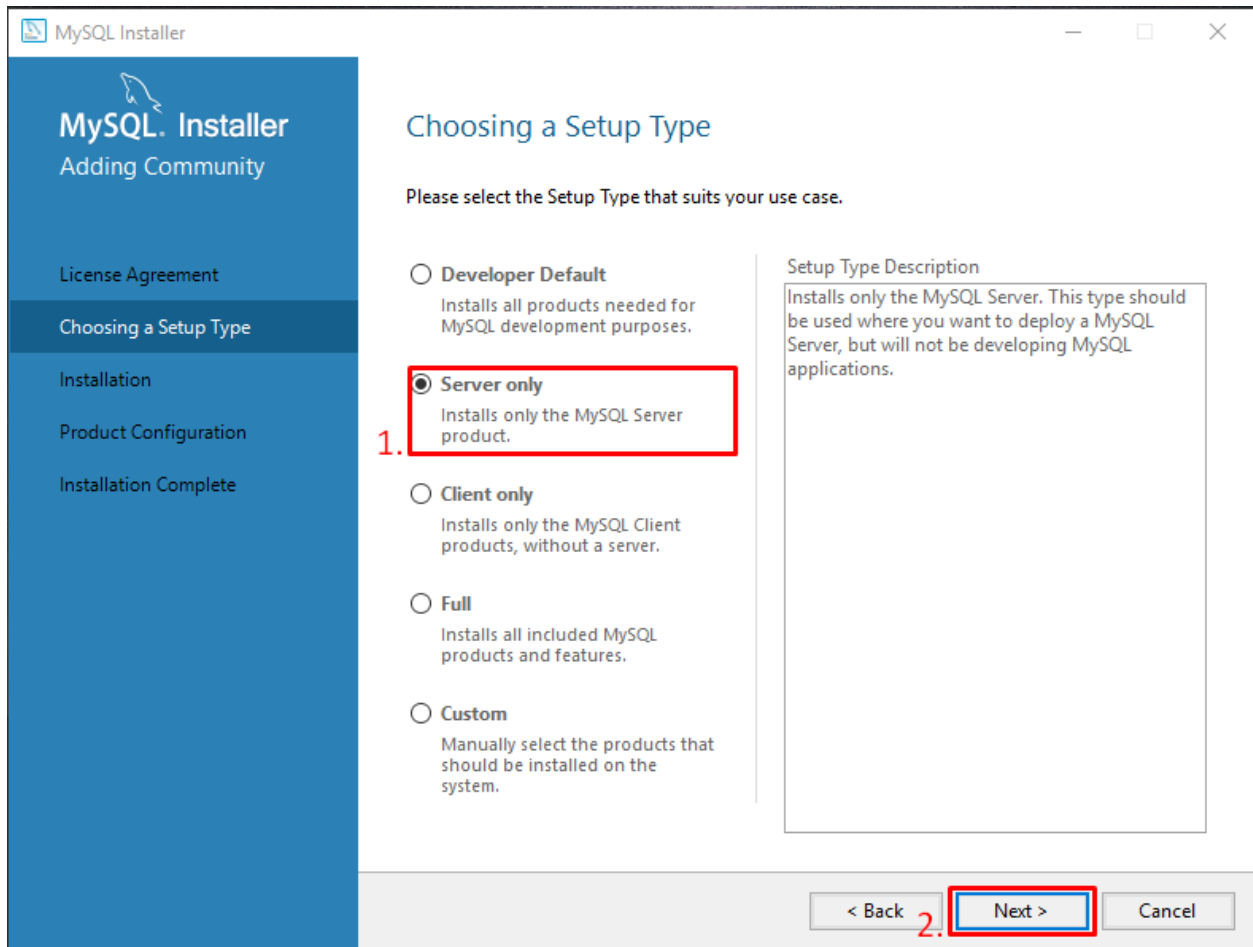 MySQL Installer
MySQL. Installer
Adding Community
License Agreement
Choosing a Setup Type
Installation
Product Configuration
Installation Complete
Choosing a Setup Type
Please select the Setup Type that suits your use case.
Developer Default
Installs all products needed for
MySQL development purposes.
1.
Server only
Installs only the MySQL Server
product.
Client only
Installs only the MySQL Client
products, without a server.
Full
Installs all included MySQL
products and features.
Custom
Manually select the products that
should be installed on the
system.
Setup Type Description
Installs only the MySQL Server. This type should
be used where you want to deploy a MySQL
Server, but will not be developing MySQL
applications.
< Back
2.
Next >
Cancel